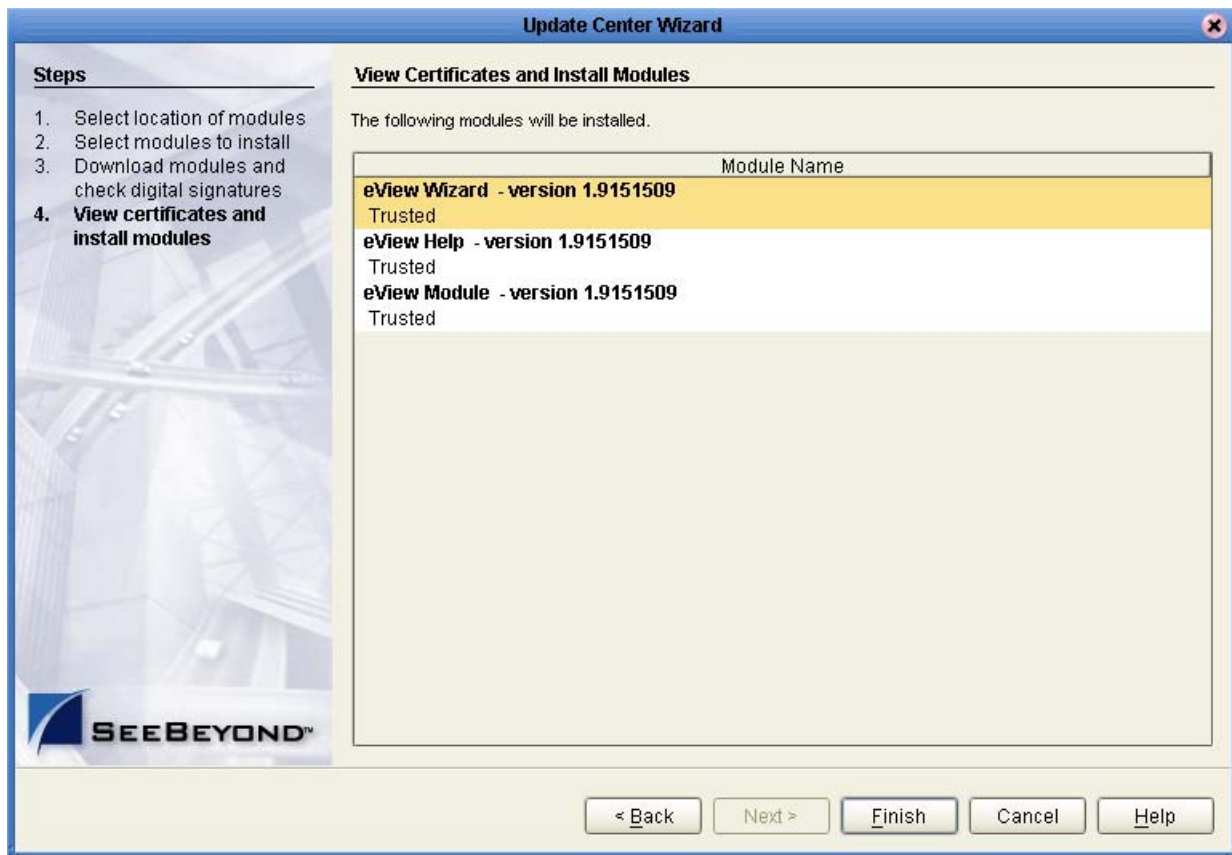 Update Center Wizard
Steps
1. Select location of modules
2. Select modules to install
3. Download modules and
check digital signatures
4. View certificates and
install modules
SEEBEYOND™
View Certificates and Install Modules
The following modules will be installed.
Module Name
eView Wizard - version 1.9151509
Trusted
eView Help - version 1.9151509
Trusted
eView Module - version 1.9151509
Trusted
< Back Next > Finish Cancel Help